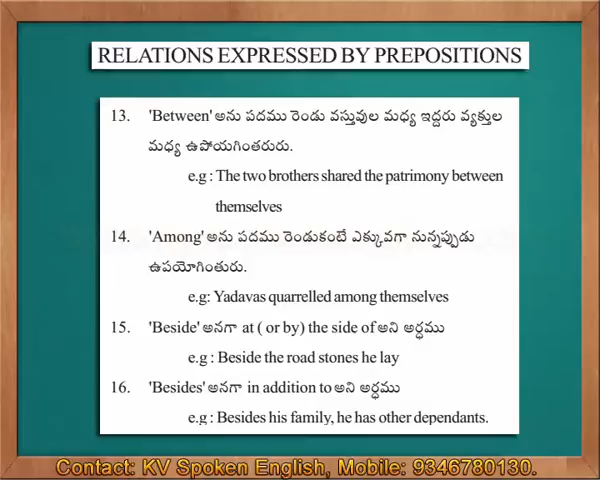 RELATIONS EXPRESSED BY PREPOSITIONS
13. 'Between' అను పదము రెండు వస్తువుల మధ్య ఇద్దరు వ్యక్తుల
మధ్య ఉపోయగింతరురు.
e.g : The two brothers shared the patrimony between
themselves
14. 'Among' అను పదము రెండుకంటే ఎక్కువగా నున్నప్పుడు
ఉపయోగింతురు.
e.g: Yadavas quarrelled among themselves
15. 'Beside' అనగా at ( or by) the side of అని అర్ధము
e.g : Beside the road stones he lay
16. 'Besides' అనగా in addition to అని అర్ధము
e.g : Besides his family, he has other dependants.
Contact: KV Spoken English, Mobile: 9346780130.